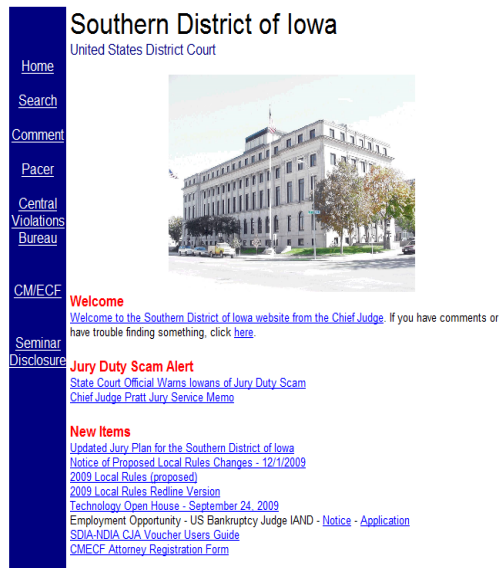 Southern District of Iowa
United States District Court
Home
Search
Comment
Pacer
Central
Violations
Bureau
CM/ECF
Seminar
Disclosure
Welcome
Welcome to the Southern District of Iowa website from the Chief Judge. If you have comments or
have trouble finding something, click here.
Jury Duty Scam Alert
State Court Official Warns Iowans of Jury Duty Scam
Chief Judge Pratt Jury Service Memo
New Items
Updated Jury Plan for the Southern District of Iowa
Notice of Proposed Local Rules Changes - 12/1/2009
2009 Local Rules (proposed)
2009 Local Rules Redline Version
Technology Open House - September 24, 2009
Employment Opportunity - US Bankruptcy Judge IAND - Notice - Application
SDIA-NDIA CJA Voucher Users Guide
CMECF Attorney Registration Form